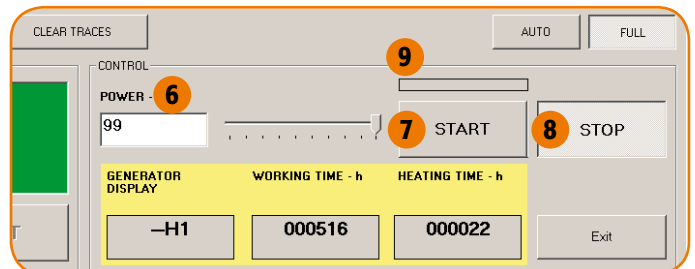 CLEAR TRACES
AUTO
FULL
CONTROL
9
POWER - 6
99
7
START
8
STOP
GENERATOR DISPLAY
WORKING TIME - h
HEATING TIME - h
—H1
000516
000022
Exit
T